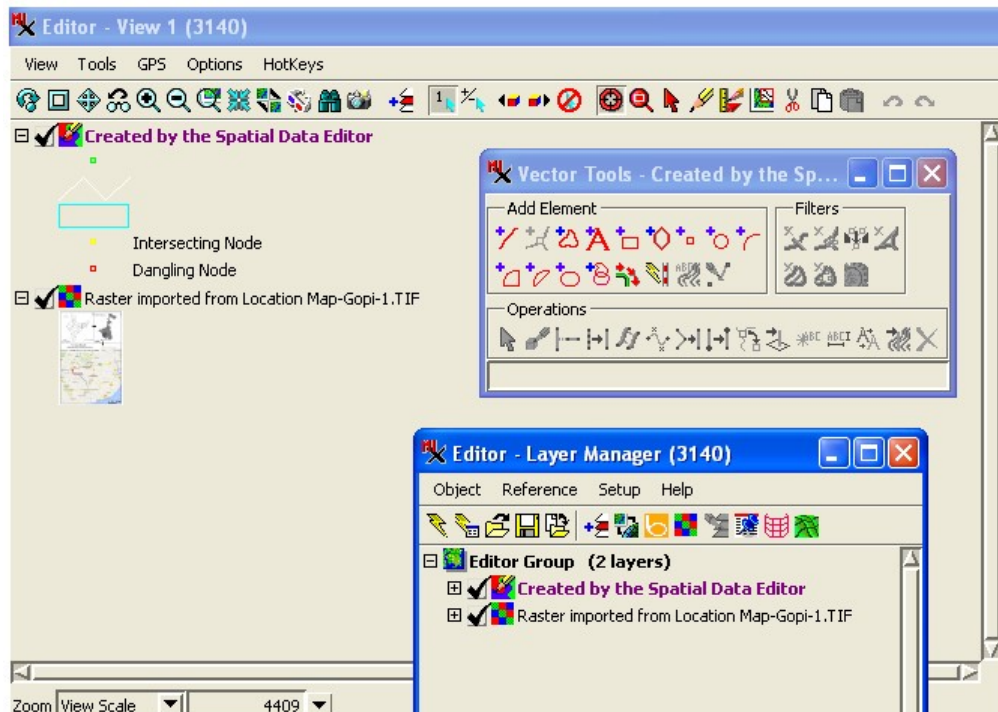 Editor - View 1 (3140)
View Tools GPS Options HotKeys
Created by the Spatial Data Editor
Intersecting Node
Dangling Node
Raster imported from Location Map-Gopi-1.TIF
Vector Tools - Created by the Sp...
Add Element
Filters
Operations
Editor - Layer Manager (3140)
Object Reference Setup Help
Editor Group (2 layers)
Created by the Spatial Data Editor
Raster imported from Location Map-Gopi-1.TIF
Zoom View Scale 4409